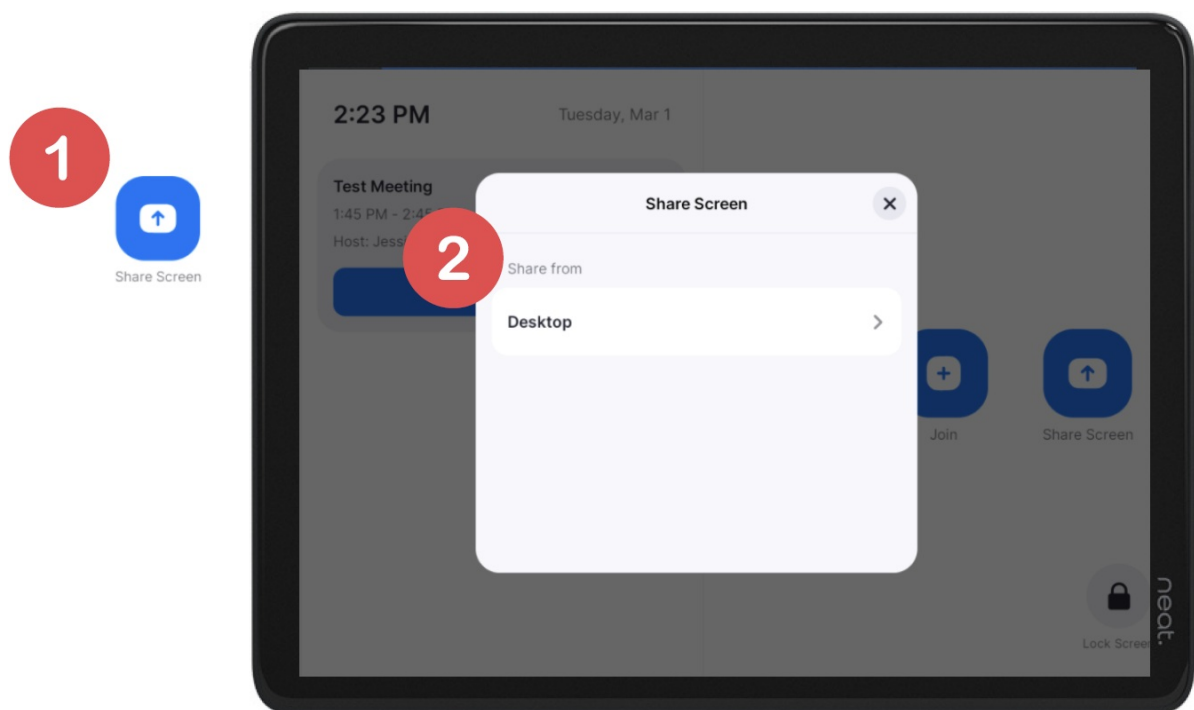 1
Share Screen
2:23 PM
Tuesday, Mar 1
Test Meeting
1:45 PM - 2:45
Host: Jess
2
Share Screen
Share from
Desktop
Join
Share Screen
Lock Screen
neat.